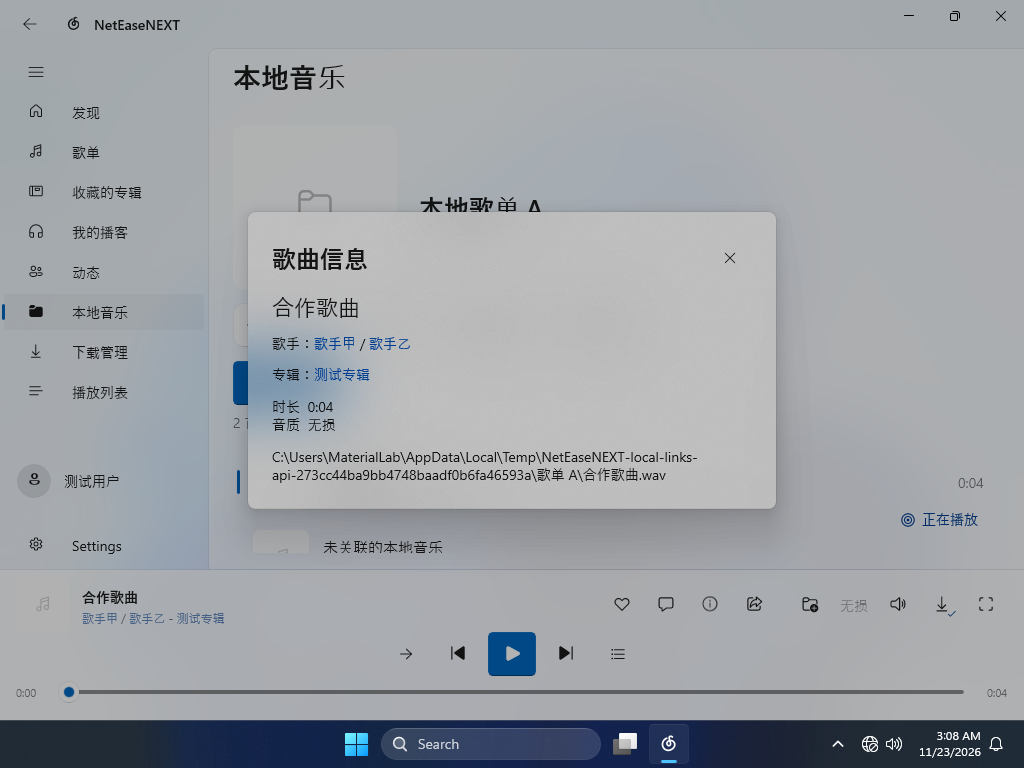 NetEaseNEXT
本地音乐
发现
歌单
收藏的专辑
我的播客
动态
本地音乐
下载管理
播放列表
测试用户
Settings
本地歌单 A
2
歌曲信息
合作歌曲
歌手：歌手甲 / 歌手乙
专辑：测试专辑
时长 0:04
音质 无损
C:\Users\MaterialLab\AppData\Local\Temp\NetEaseNEXT-local-links-
api-273cc44ba9bb4748baadf0b6fa46593a\歌单 A\合作歌曲.wav
0:04
正在播放
未关联的本地音乐
合作歌曲
歌手甲 / 歌手乙 - 测试专辑
无损
0:00
0:04
Search
3:08 AM
11/23/2026